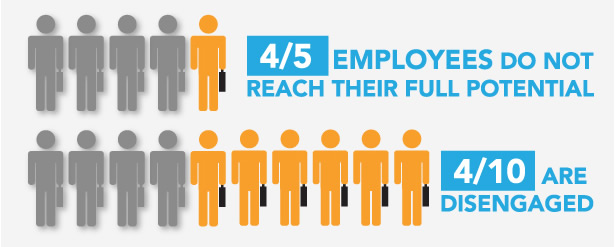 4/5 EMPLOYEES DO NOT
REACH THEIR FULL POTENTIAL
4/10 ARE
DISENGAGED